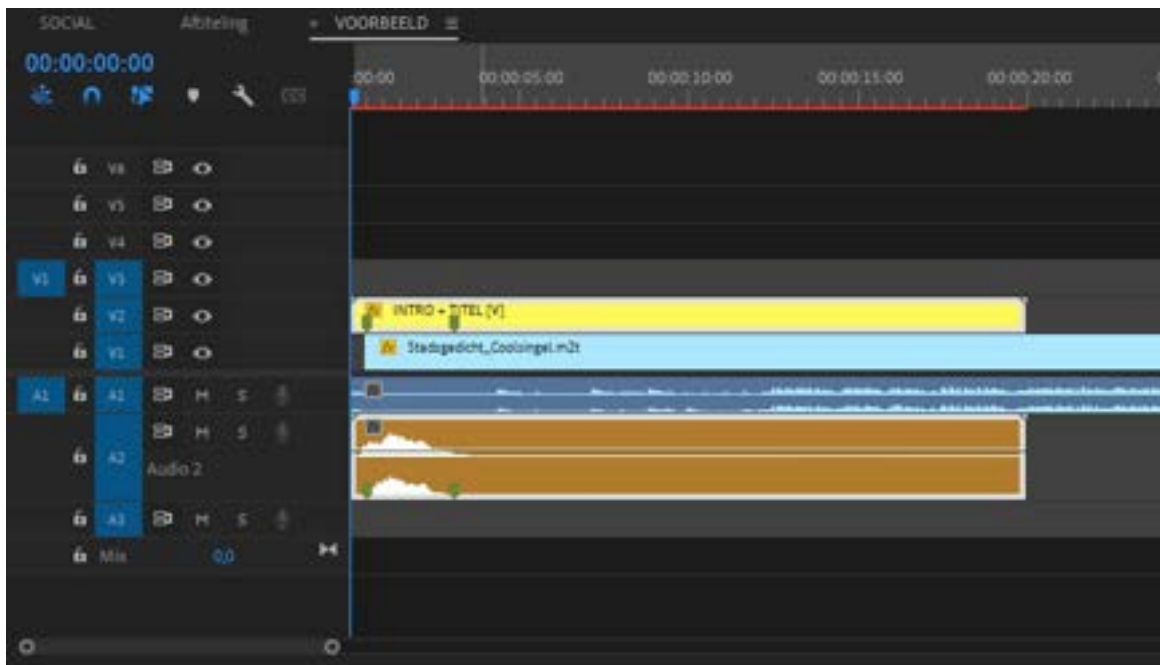 SOCIAL Aftiteling × VOORBEELD
00:00:00:00
:00:00 00:00:05:00 00:00:10:00 00:00:15:00 00:00:20:00
V6
V5
V4
V1 V3
V2 INTRO + TITEL [V]
V1 Stadsgedicht_Coolsingel.m2t
A1 A1 M S
M S
A2
Audio 2
A3 M S
Mix 0,0